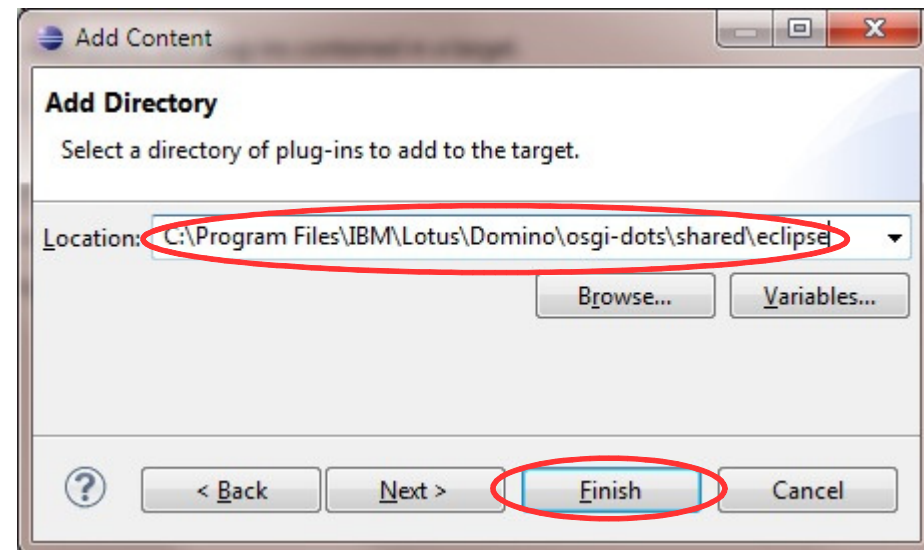 Add Content
Add Directory
Select a directory of plug-ins to add to the target.
Location: C:\Program Files\IBM\Lotus\Domino\osgi-dots\shared\eclipse
Browse... Variables...
? < Back Next > Finish Cancel